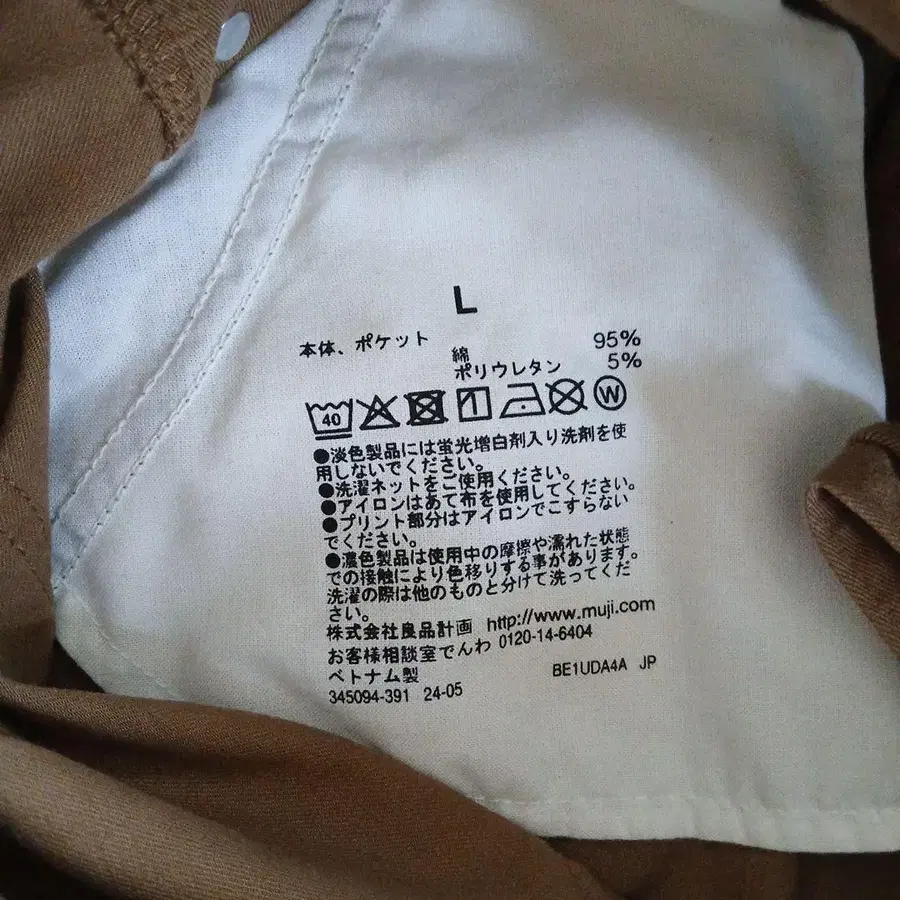 L
本体、ポケット
綿 95%
ポリウレタン 5%
40 W
●淡色製品には蛍光増白剤入り洗剤を使
用しないでください。
●洗濯ネットをご使用ください。
●アイロンはあて布を使用してください。
●プリント部分はアイロンでこすらない
でください。
●濃色製品は使用中の摩擦や濡れた状態
での接触により色移りする事があります。
洗濯の際は他のものと分けて洗ってくだ
さい。
株式会社良品計画 http://www.muji.com
お客様相談室でんわ 0120-14-6404
ベトナム製 BE1UDA4A JP
345094-391 24-05